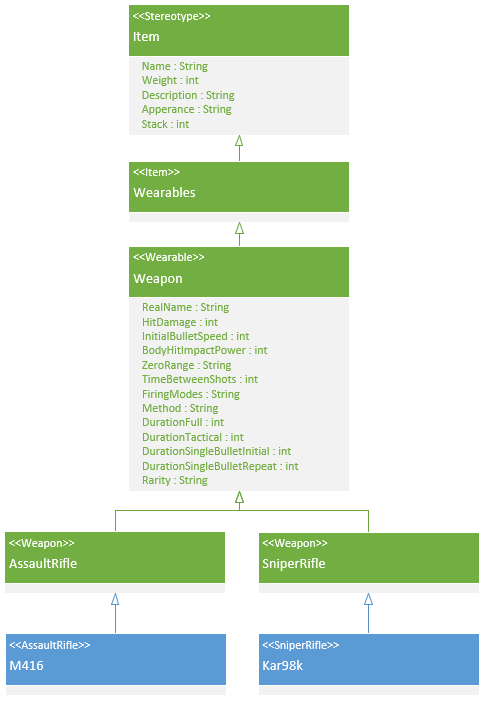 <<Stereotype>>
Item
Name : String
Weight : int
Description : String
Apperance : String
Stack : int
<<Item>>
Wearables
<<Wearable>>
Weapon
RealName : String
HitDamage : int
InitialBulletSpeed : int
BodyHitImpactPower : int
ZeroRange : String
TimeBetweenShots : int
FiringModes : String
Method : String
DurationFull : int
DurationTactical : int
DurationSingleBulletInitial : int
DurationSingleBulletRepeat : int
Rarity : String
<<Weapon>>
AssaultRifle
<<Weapon>>
SniperRifle
<<AssaultRifle>>
M416
<<SniperRifle>>
Kar98k